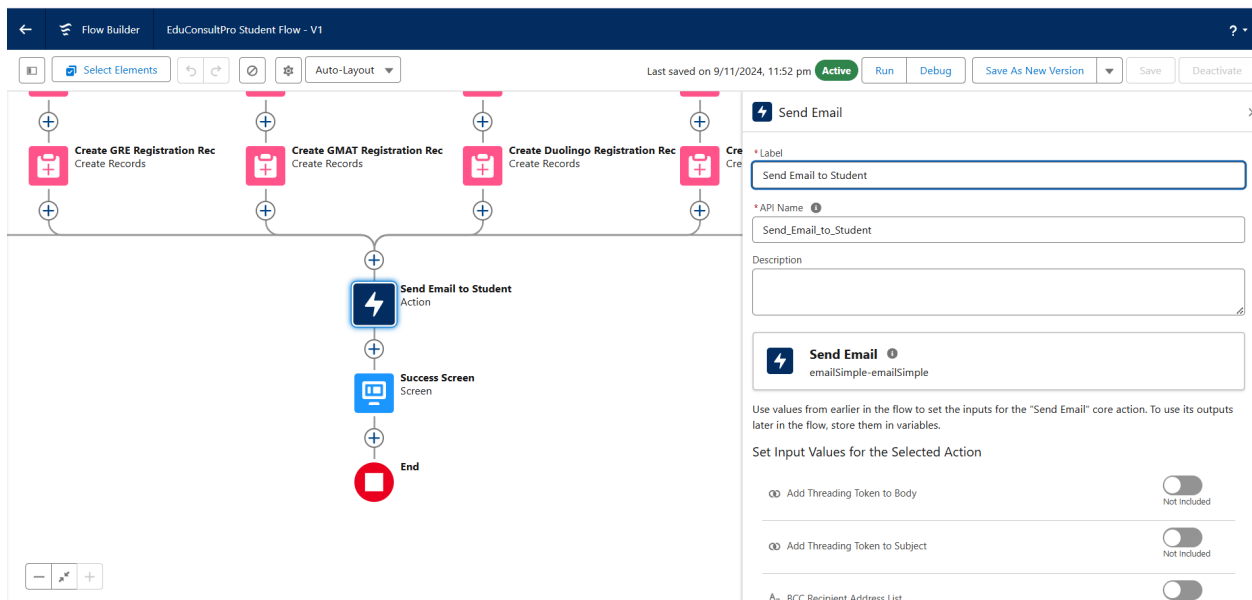 Flow Builder
EduConsultPro Student Flow - V1
?
Select Elements
Auto-Layout
Last saved on 9/11/2024, 11:52 pm
Active
Run
Debug
Save As New Version
Save
Deactivate
Create GRE Registration Rec
Create Records
Create GMAT Registration Rec
Create Records
Create Duolingo Registration Rec
Create Records
Cre
Cre
Send Email to Student
Action
Success Screen
Screen
End
Send Email
*Label
Send Email to Student
*API Name
Send_Email_to_Student
Description
Send Email
emailSimple-emailSimple
Use values from earlier in the flow to set the inputs for the "Send Email" core action. To use its outputs
later in the flow, store them in variables.
Set Input Values for the Selected Action
Add Threading Token to Body
Not Included
Add Threading Token to Subject
Not Included
BCC Recipient Address List